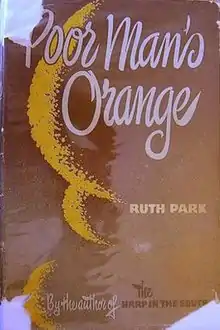 Poor Man's
Orange
RUTH PARK
By the author of The
HARP IN THE SOUTH